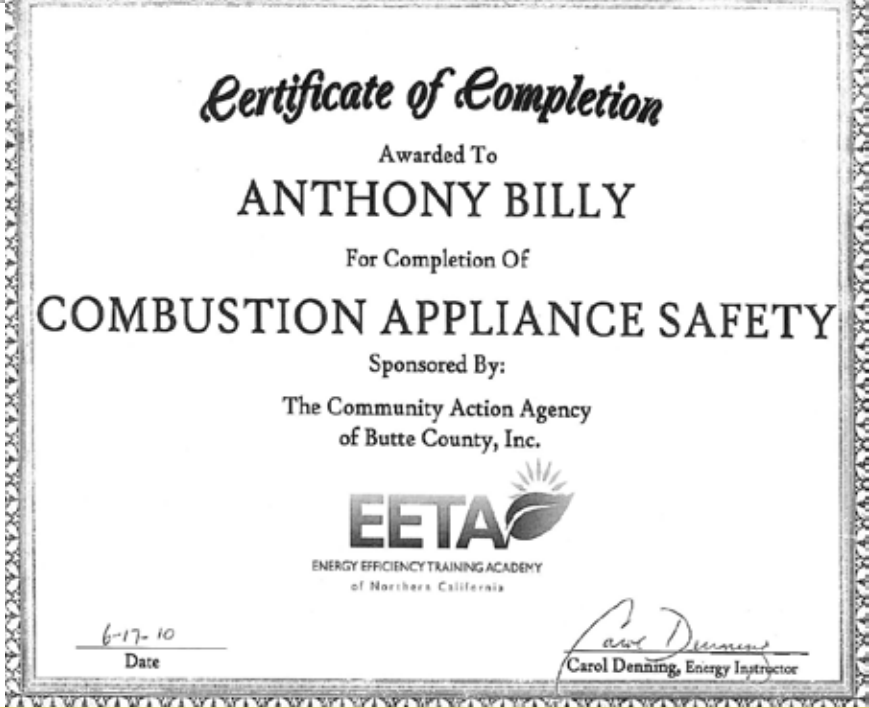 Certificate of Completion
Awarded To
ANTHONY BILLY
For Completion Of
COMBUSTION APPLIANCE SAFETY
Sponsored By:
The Community Action Agency
of Butte County, Inc.
EETA
ENERGY EFFICIENCY TRAINING ACADEMY
of Northern California
6-17-10
Date
Carol Denning
Carol Denning, Energy Instructor